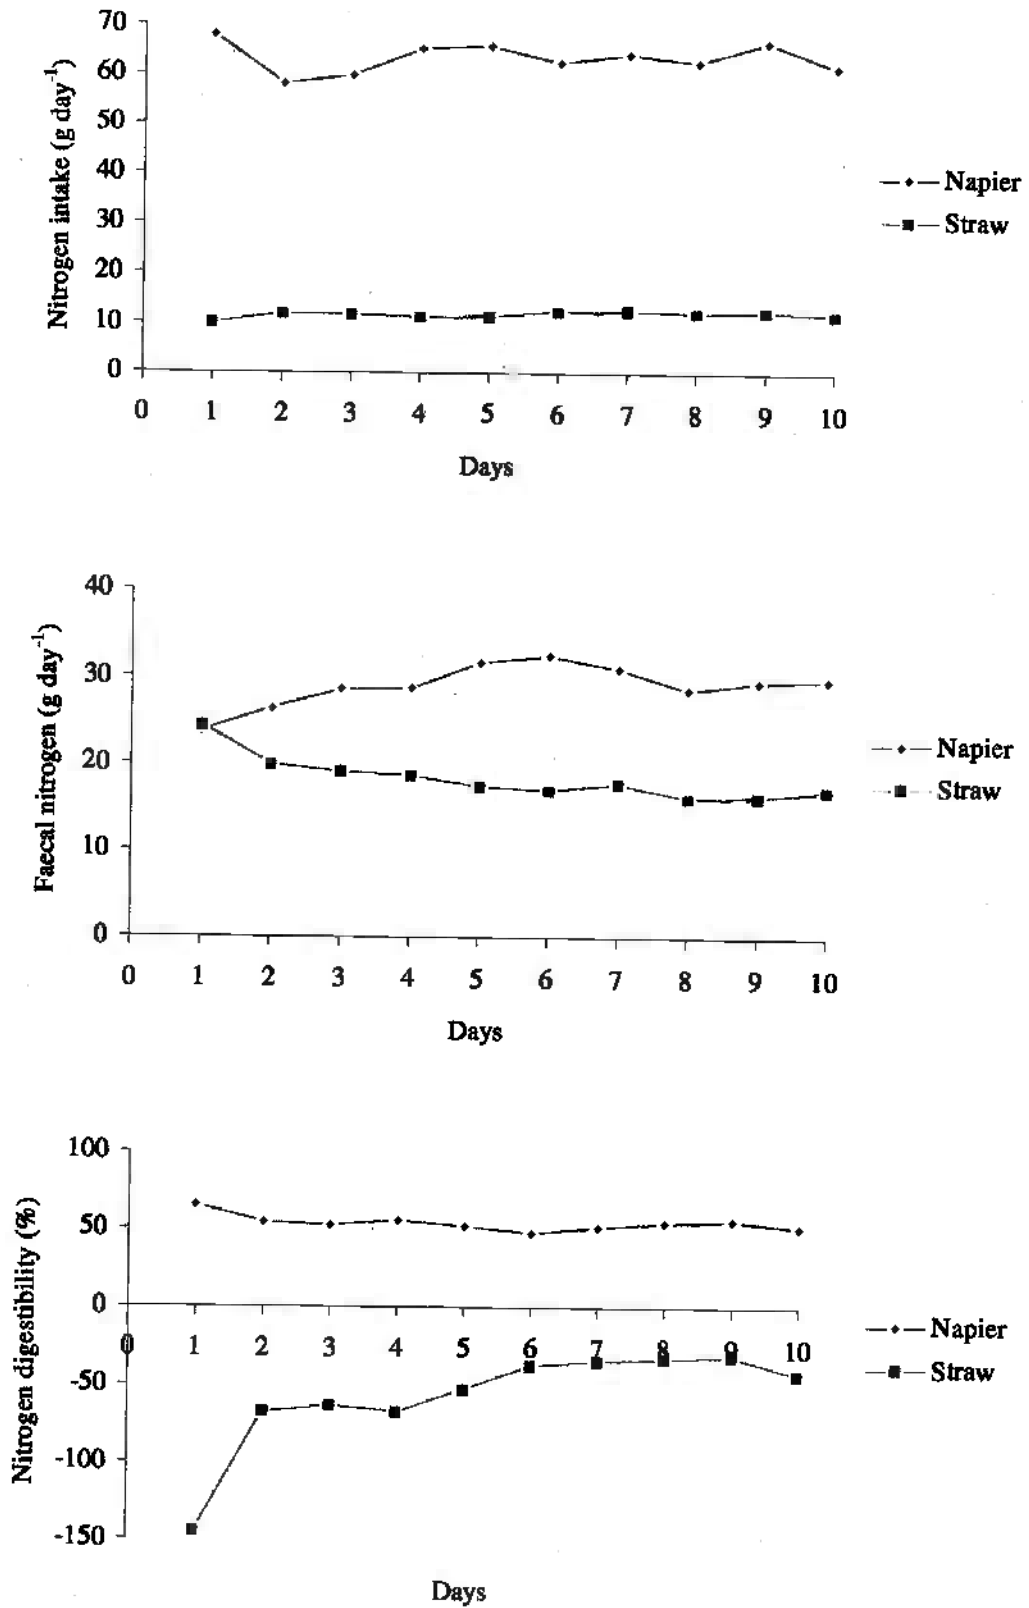 Nitrogen intake (g day⁻¹)
70
60
50
40
30
20
10
0
0 1 2 3 4 5 6 7 8 9 10
Days
Napier
Straw
Faecal nitrogen (g day⁻¹)
40
30
20
10
0
0 1 2 3 4 5 6 7 8 9 10
Days
Napier
Straw
Nitrogen digestibility (%)
100
50
0
-50
-100
-150
0 1 2 3 4 5 6 7 8 9 10
Days
Napier
Straw